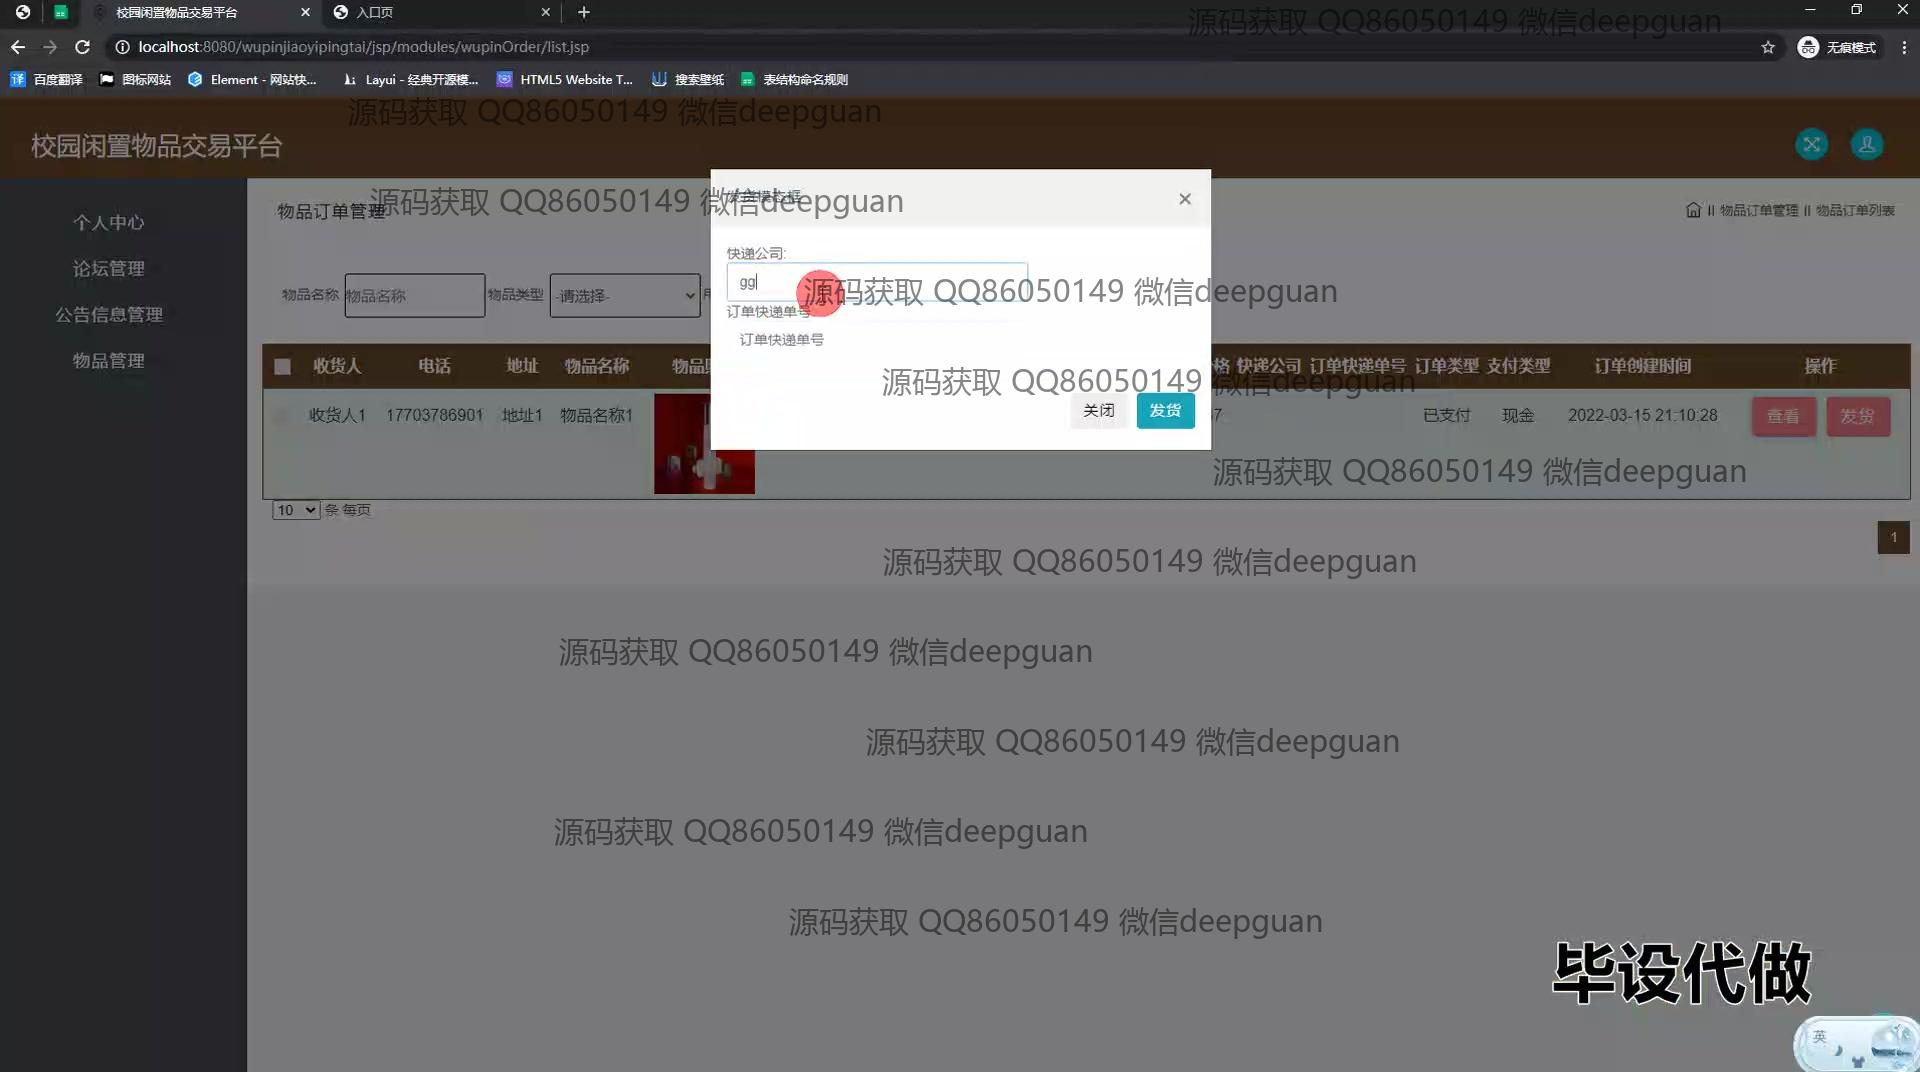 校园闲置物品交易平台
入口页
localhost:8080/wupinjiaoyipingtai/jsp/modules/wupinOrder/list.jsp
无痕模式
百度翻译
图标网站
Element - 网站快...
Layui - 经典开源模...
HTML5 Website T...
搜索壁纸
表结构命名规则
源码获取 QQ86050149 微信deepguan
源码获取 QQ86050149 微信deepguan
校园闲置物品交易平台
个人中心
论坛管理
公告信息管理
物品管理
物品订单管理
源码获取 QQ86050149 微信deepguan
物品订单管理 II 物品订单列表
发货模态框
×
快递公司:
gg
源码获取 QQ86050149 微信deepguan
订单快递单号
订单快递单号
源码获取 QQ86050149 微信deepguan
关闭
发货
物品名称
物品名称
物品类型
-请选择-
收货人 电话 地址 物品名称 物品 格 快递公司 订单快递单号 订单类型 支付类型 订单创建时间 操作
收货人1 17703786901 地址1 物品名称1 已支付 现金 2022-03-15 21:10:28 查看 发货
源码获取 QQ86050149 微信deepguan
10 条 每页
1
源码获取 QQ86050149 微信deepguan
源码获取 QQ86050149 微信deepguan
源码获取 QQ86050149 微信deepguan
源码获取 QQ86050149 微信deepguan
源码获取 QQ86050149 微信deepguan
毕设代做
英